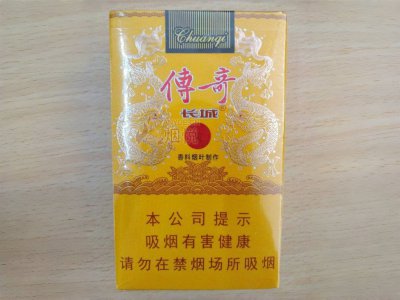 Chuanqi
傳奇
长城
香料烟叶制作
本公司提示
吸烟有害健康
请勿在禁烟场所吸烟